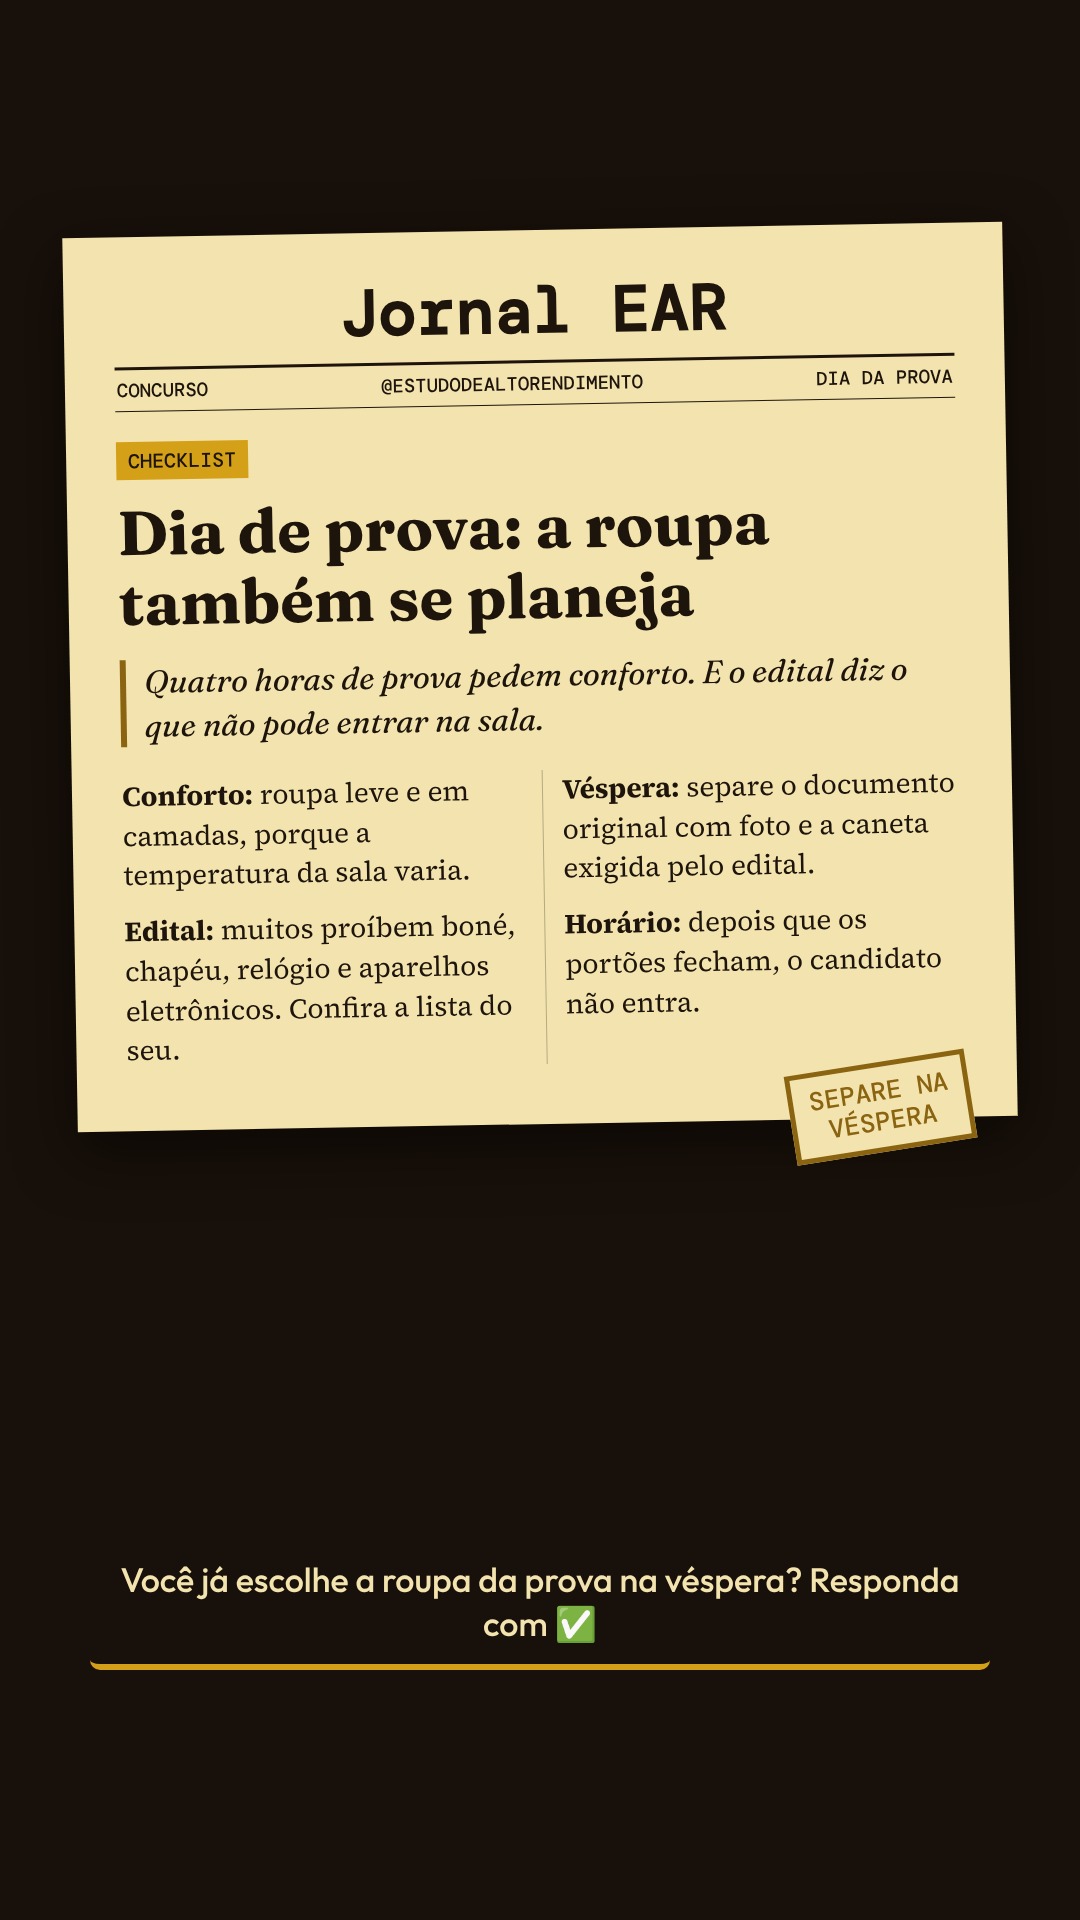 Jornal EAR
CONCURSO
@ESTUDODEALTORENDIMENTO
DIA DA PROVA
CHECKLIST
Dia de prova: a roupa
também se planeja
Quatro horas de prova pedem conforto. E o edital diz o
que não pode entrar na sala.
Conforto: roupa leve e em
camadas, porque a
temperatura da sala varia.
Edital: muitos proíbem boné,
chapéu, relógio e aparelhos
eletrônicos. Confira a lista do
seu.
Véspera: separe o documento
original com foto e a caneta
exigida pelo edital.
Horário: depois que os
portões fecham, o candidato
não entra.
SEPARE NA
VÉSPERA
Você já escolhe a roupa da prova na véspera? Responda
com ✅